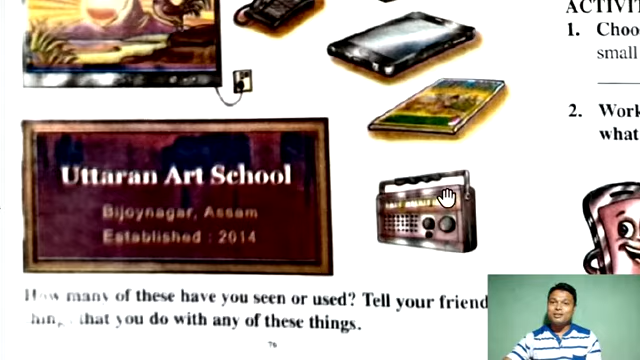 ACTIVIT
1. Choo
small
2. Work
what
Uttaran Art School
Bijoynagar, Assam
Established : 2014
How many of these have you seen or used? Tell your friend
that you do with any of these things.
76